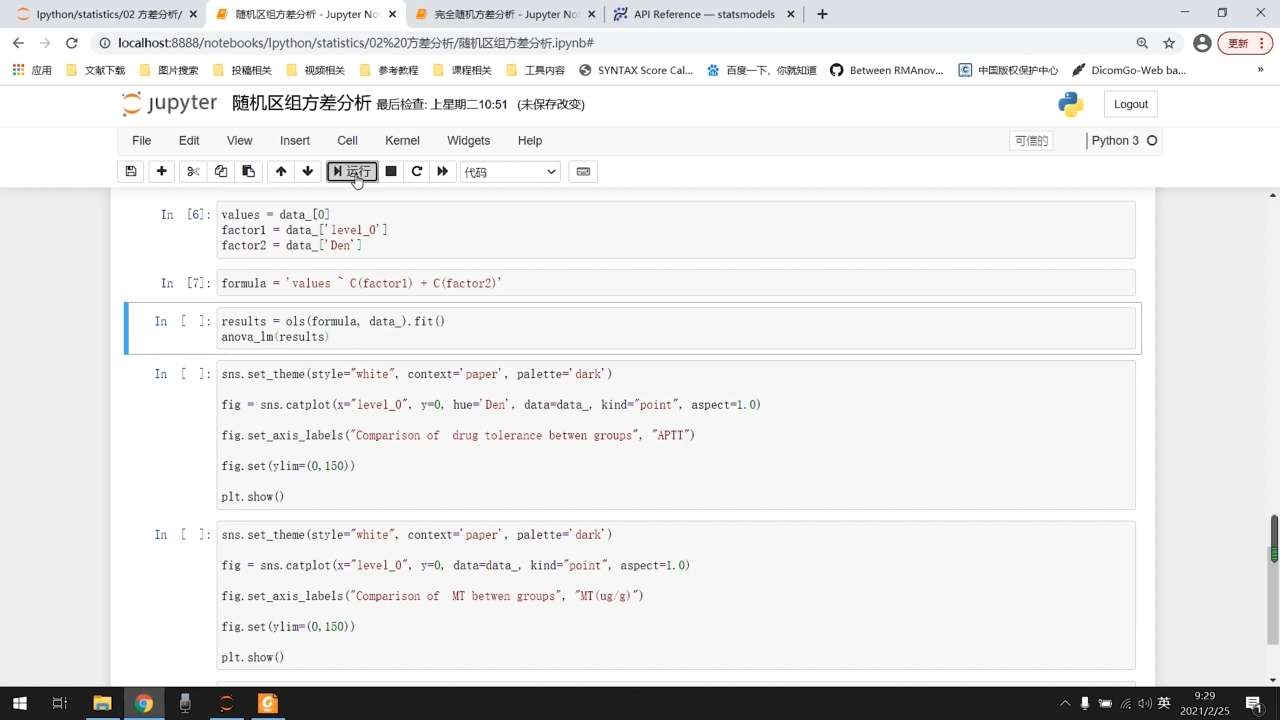 Ipython/statistics/02 方差分析/
随机区组方差分析 - Jupyter No
完全随机方差分析 - Jupyter Not
API Reference — statsmodels
localhost:8888/notebooks/Ipython/statistics/02%20方差分析/随机区组方差分析.ipynb#
更新
应用
文献下载
图片搜索
投稿相关
视频相关
参考教程
课程相关
工具内容
SYNTAX Score Cal...
百度一下，你就知道
Between RMAnov...
中国版权保护中心
DicomGo-Web ba...
»
jupyter 随机区组方差分析 最后检查: 上星期二10:51 (未保存改变)
Logout
File Edit View Insert Cell Kernel Widgets Help
可信的
Python 3
运行
代码
In [6]: values = data_[0]
factor1 = data_['level_0']
factor2 = data_['Den']
In [7]: formula = 'values ~ C(factor1) + C(factor2)'
In [ ]: results = ols(formula, data_).fit()
anova_lm(results)
In [ ]: sns.set_theme(style="white", context='paper', palette='dark')
fig = sns.catplot(x="level_0", y=0, hue='Den', data=data_, kind="point", aspect=1.0)
fig.set_axis_labels("Comparison of  drug tolerance betwen groups", "APTT")
fig.set(ylim=(0,150))
plt.show()
In [ ]: sns.set_theme(style="white", context='paper', palette='dark')
fig = sns.catplot(x="level_0", y=0, data=data_, kind="point", aspect=1.0)
fig.set_axis_labels("Comparison of  MT betwen groups", "MT(ug/g)")
fig.set(ylim=(0,150))
plt.show()
英
9:29
2021/2/25